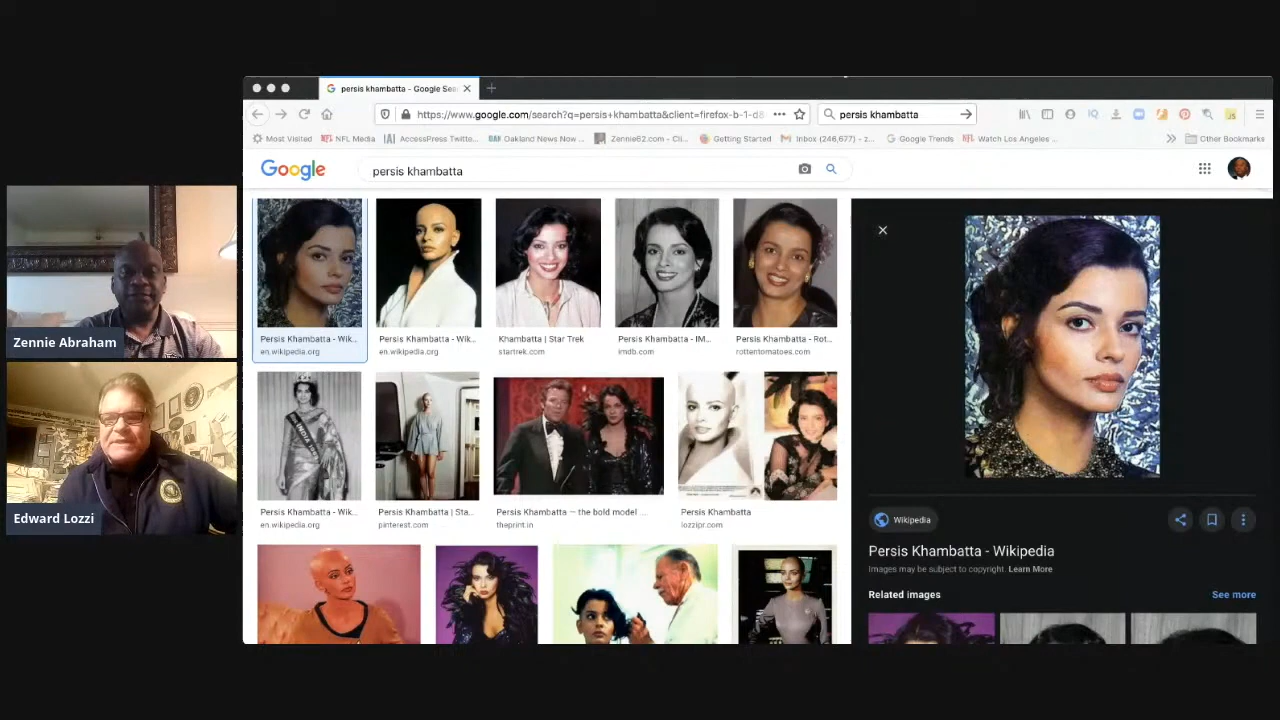 persis khambatta - Google Sea
https://www.google.com/search?q=persis+khambatta&client=firefox-b-1-d&
persis khambatta
Most Visited
NFL Media
AccessPress Twitte...
Oakland News Now ...
Zennie62.com - Cli...
Getting Started
Inbox (246,677) - z...
Google Trends
Watch Los Angeles ...
Other Bookmarks
Google
persis khambatta
Zennie Abraham
Edward Lozzi
Persis Khambatta - Wik...
en.wikipedia.org
Persis Khambatta - Wik...
en.wikipedia.org
Khambatta | Star Trek
startrek.com
Persis Khambatta - IM...
imdb.com
Persis Khambatta - Rot...
rottentomatoes.com
INDIA
Persis Khambatta - Wik...
en.wikipedia.org
Persis Khambatta | Sta...
pinterest.com
Persis Khambatta — the bold model ...
theprint.in
Persis Khambatta
lozzipr.com
Wikipedia
Persis Khambatta - Wikipedia
Images may be subject to copyright. Learn More
Related images
See more